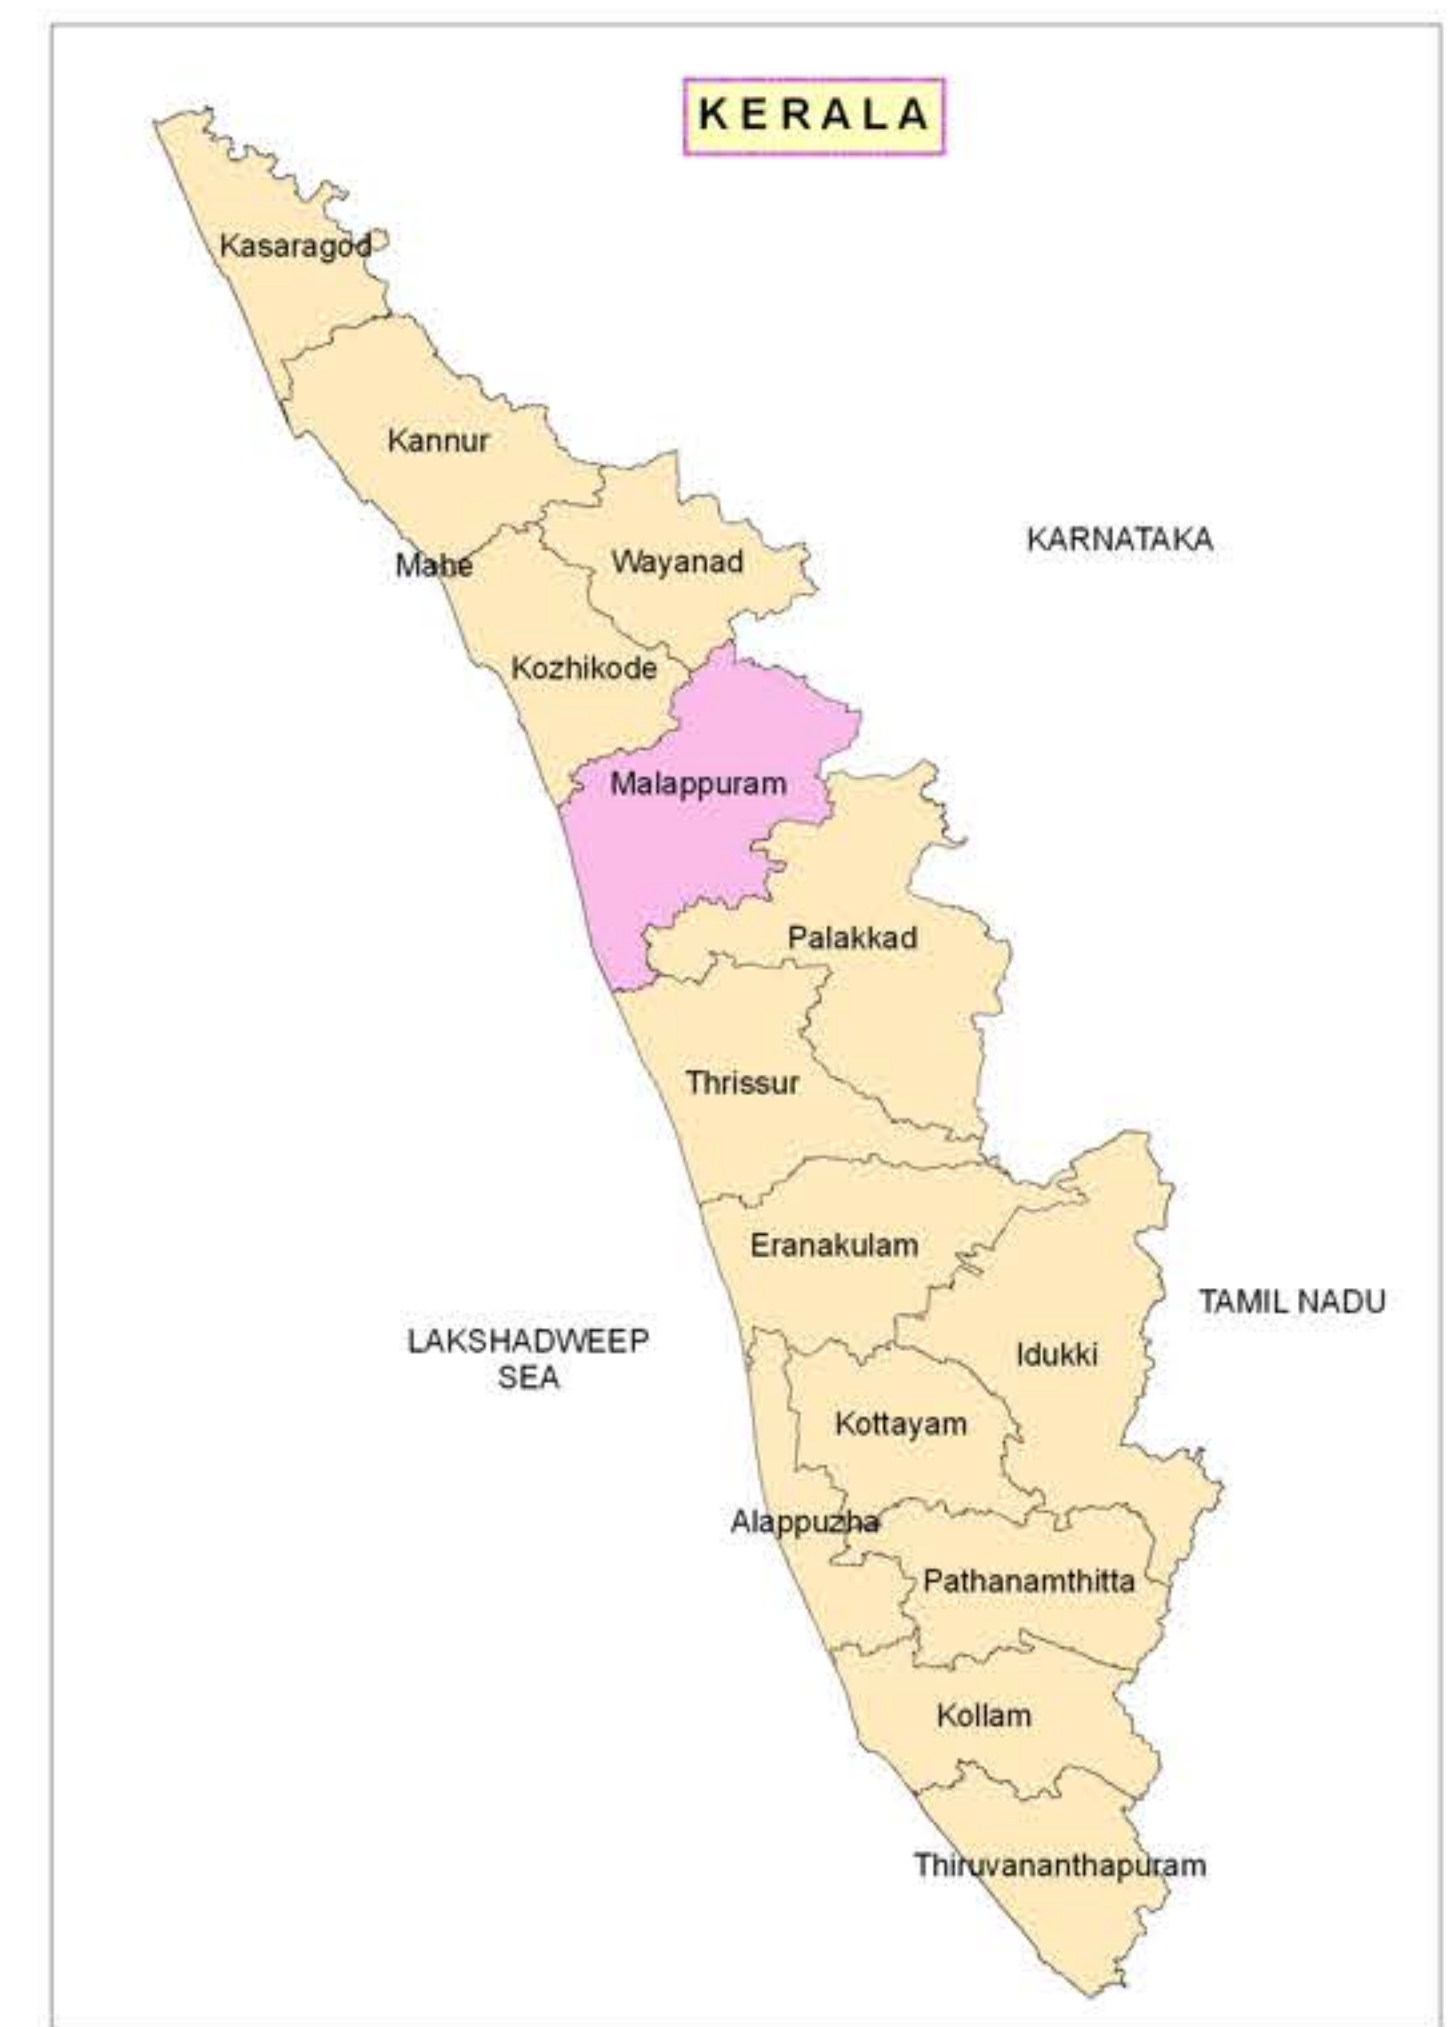 KERALA
Kasaragod
Kannur
KARNATAKA
Mahe
Wayanad
Kozhikode
Malappuram
Palakkad
Thrissur
Eranakulam
TAMIL NADU
LAKSHADWEEP
SEA
Idukki
Kottayam
Alappuzha
Pathanamthitta
Kollam
Thiruvananthapuram